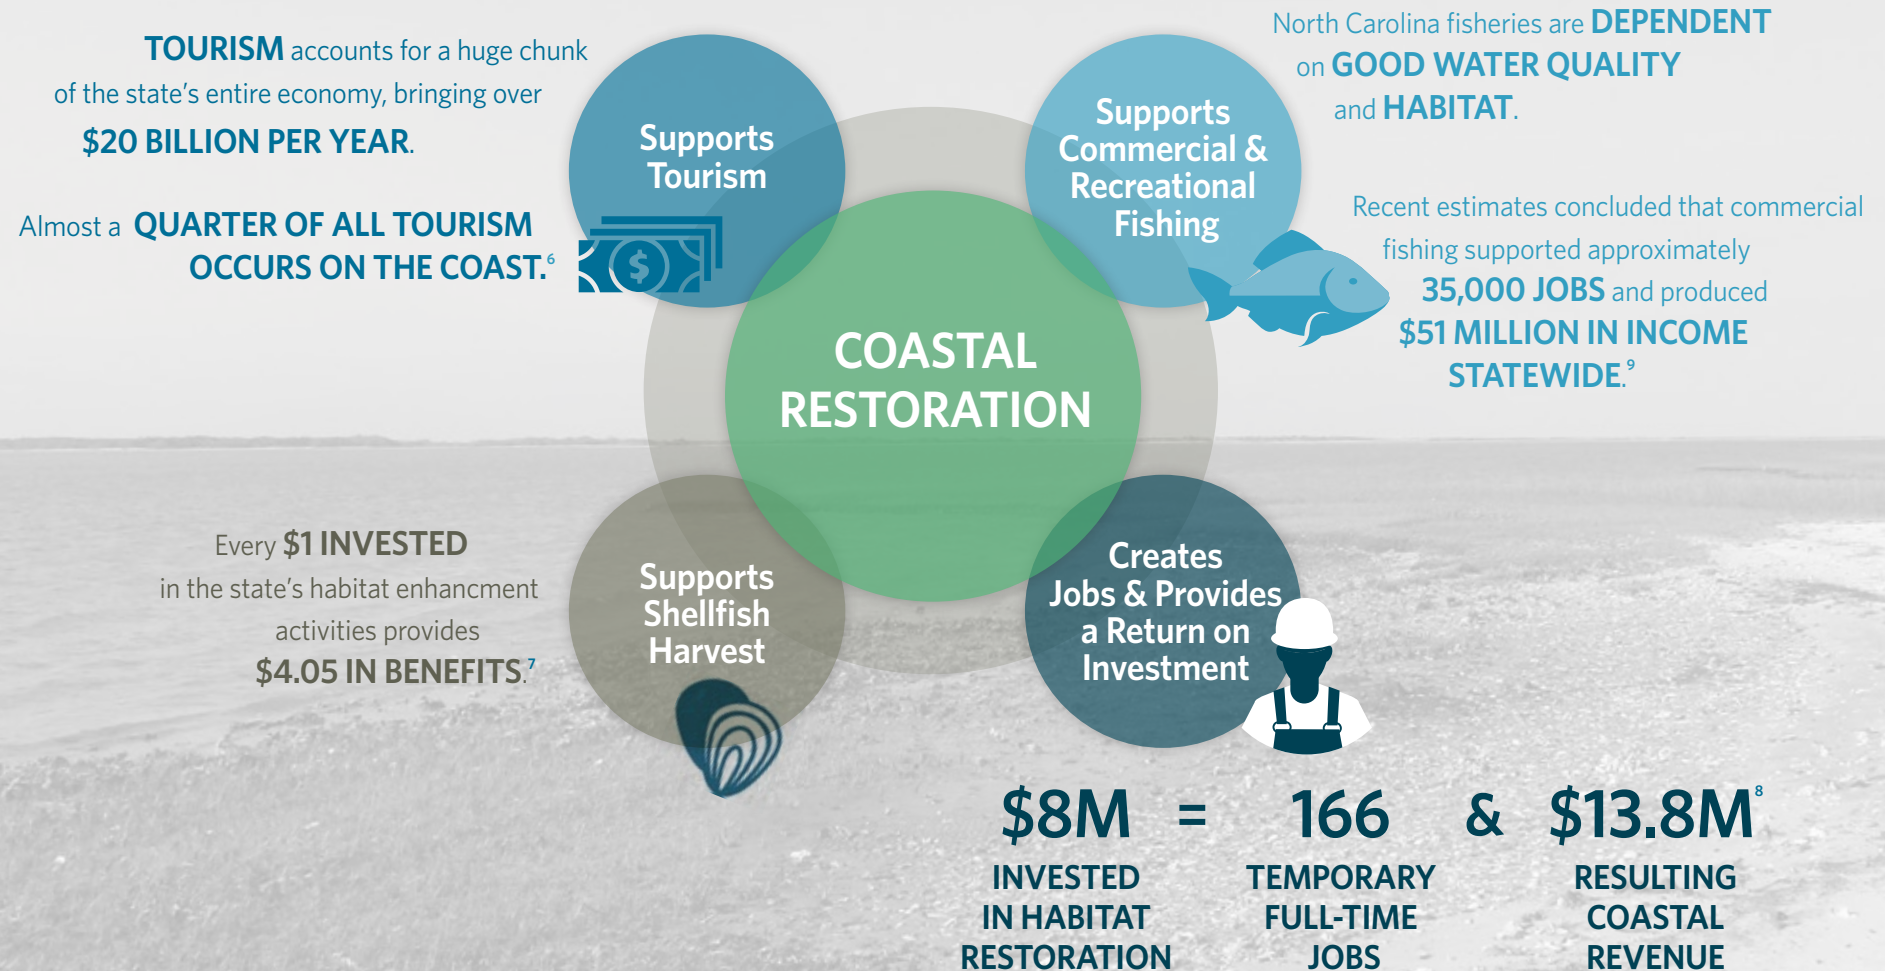 TOURISM accounts for a huge chunk
of the state's entire economy, bringing over
$20 BILLION PER YEAR.
Almost a QUARTER OF ALL TOURISM
OCCURS ON THE COAST.⁶
Supports
Tourism
$
Supports
Commercial &
Recreational
Fishing
North Carolina fisheries are DEPENDENT
on GOOD WATER QUALITY
and HABITAT.
Recent estimates concluded that commercial
fishing supported approximately
35,000 JOBS and produced
$51 MILLION IN INCOME
STATEWIDE.⁹
COASTAL
RESTORATION
Every $1 INVESTED
in the state's habitat enhancment
activities provides
$4.05 IN BENEFITS.⁷
Supports
Shellfish
Harvest
Creates
Jobs & Provides
a Return on
Investment
$8M = 166 & $13.8M⁸
INVESTED
IN HABITAT
RESTORATION
TEMPORARY
FULL-TIME
JOBS
RESULTING
COASTAL
REVENUE